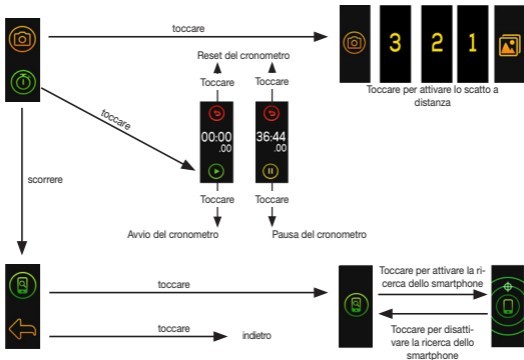 toccare
3 2 1
Toccare per attivare lo scatto a
distanza
Reset del cronometro
Toccare Toccare
00:00
.00
36:44
.00
toccare
Toccare Toccare
Avvio del cronometro Pausa del cronometro
scorrere
toccare
Toccare per attivare la ri-
cerca dello smartphone
Toccare per disatti-
vare la ricerca dello
smartphone
toccare indietro